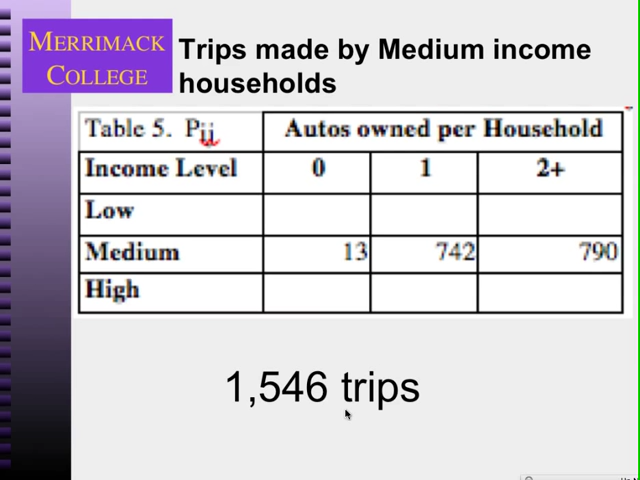 MERRIMACK
COLLEGE
Trips made by Medium income
households
Table 5. Pij Autos owned per Household
Income Level 0 1 2+
Low
Medium 13 742 790
High
1,546 trips